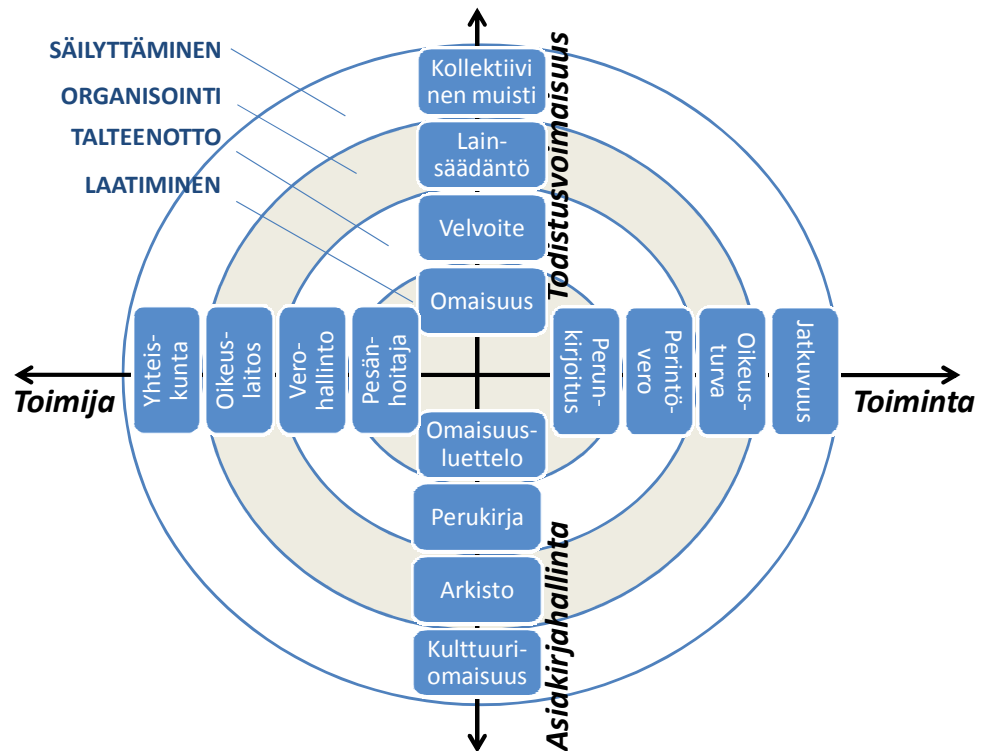 SÄILYTTÄMINEN
ORGANISOINTI
TALTEENOTTO
LAATIMINEN
Kollektiivi
nen muisti
Lain-
säädäntö
Velvoite
Omaisuus
Todistusvoimaisuus
Yhteis-
kunta
Oikeus-
laitos
Vero-
hallinto
Pesän-
hoitaja
Perun-
kirjoitus
Perintö-
vero
Oikeus-
turva
Jatkuvuus
Toimija
Toiminta
Omaisuus-
luettelo
Perukirja
Arkisto
Kulttuuri-
omaisuus
Asiakirjahallinta